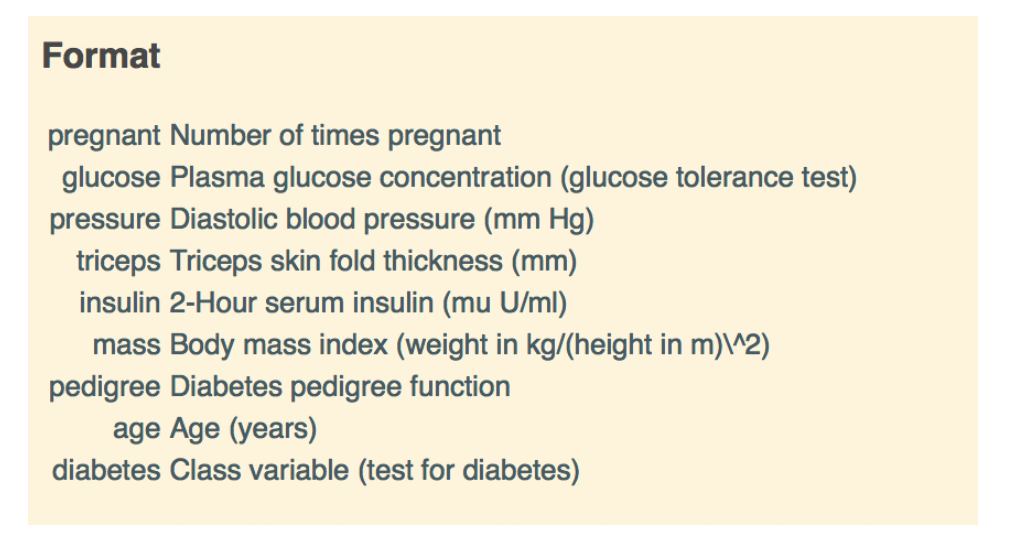 Format
pregnant Number of times pregnant
glucose Plasma glucose concentration (glucose tolerance test)
pressure Diastolic blood pressure (mm Hg)
triceps Triceps skin fold thickness (mm)
insulin 2-Hour serum insulin (mu U/ml)
mass Body mass index (weight in kg/(height in m)\^2)
pedigree Diabetes pedigree function
age Age (years)
diabetes Class variable (test for diabetes)